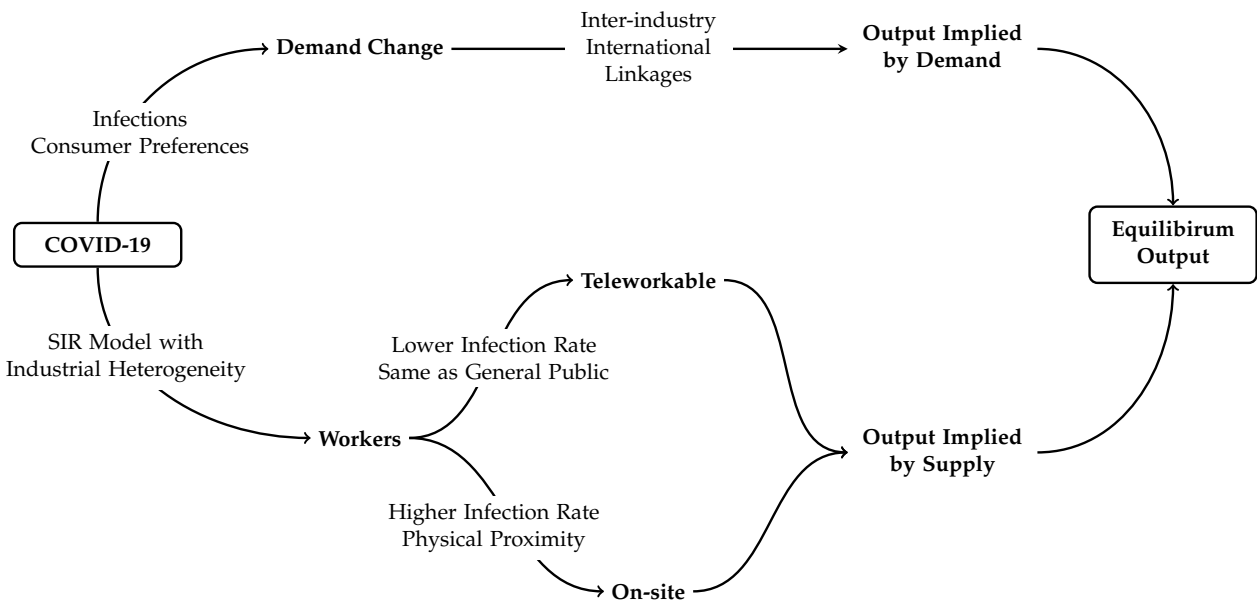 Inter-industry
International
Linkages
Demand Change
Output Implied
by Demand
Infections
Consumer Preferences
COVID-19
Equilibirum
Output
Teleworkable
SIR Model with
Industrial Heterogeneity
Lower Infection Rate
Same as General Public
Workers
Output Implied
by Supply
Higher Infection Rate
Physical Proximity
On-site